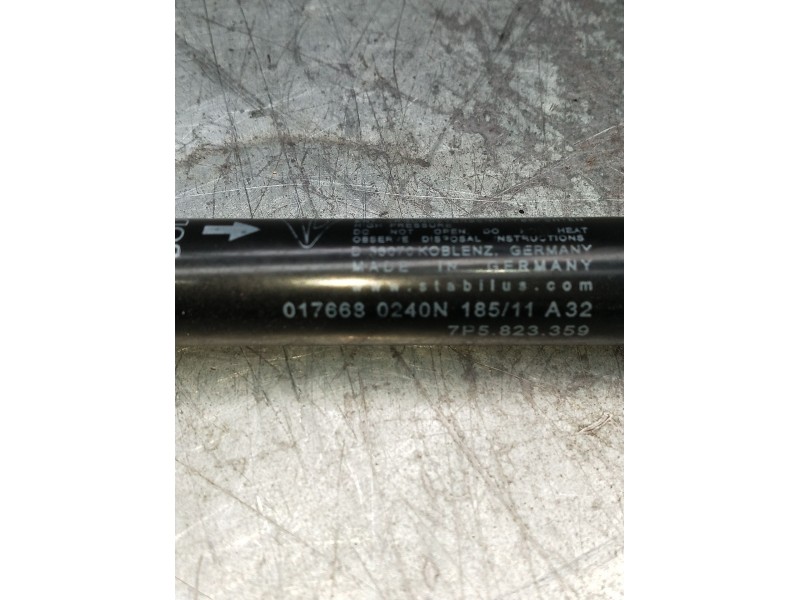 HIGH PRESSURE
DO NOT OPEN DO HEAT
OBSERVE DISPOSAL INSTRUCTIONS
D 56070 KOBLENZ, GERMANY
MADE IN GERMANY
www.stabilus.com
017668 0240N 185/11 A32
7P5.823.359